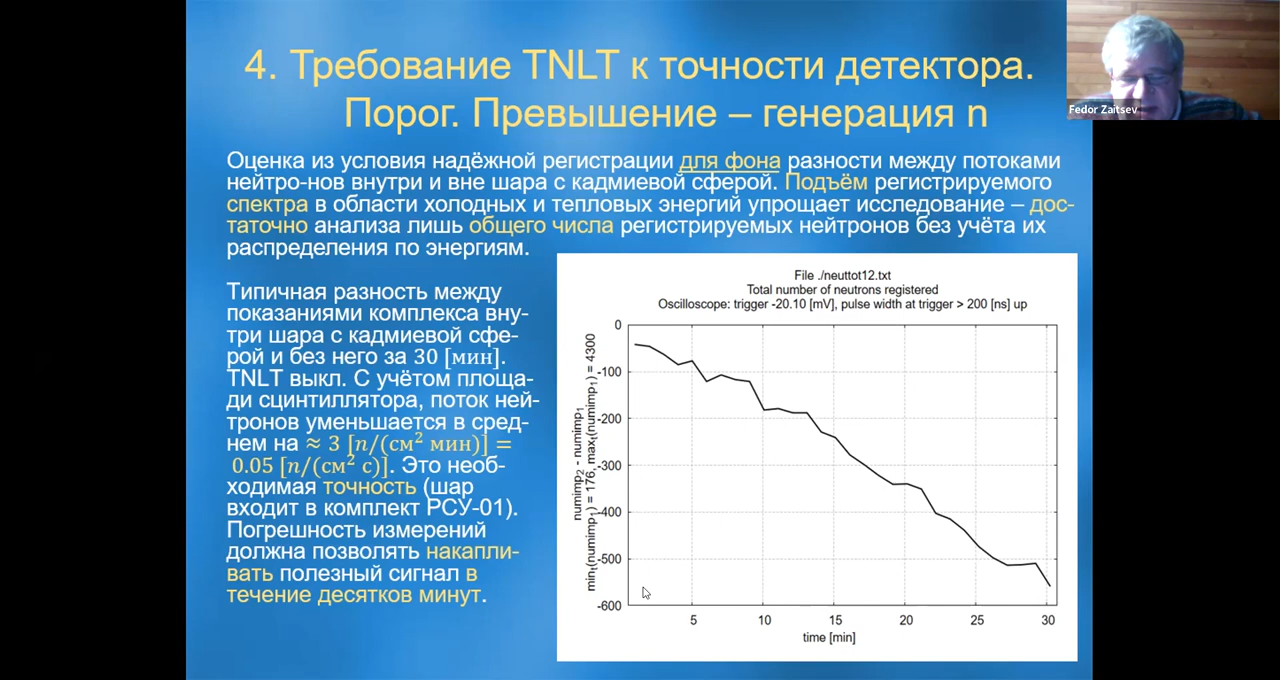 4. Требование TNLT к точности детектора.
Порог. Превышение – генерация n
Fedor Zaitsev
Оценка из условия надёжной регистрации для фона разности между потоками
нейтро-нов внутри и вне шара с кадмиевой сферой. Подъём регистрируемого
спектра в области холодных и тепловых энергий упрощает исследование – дос-
таточно анализа лишь общего числа регистрируемых нейтронов без учёта их
распределения по энергиям.
Типичная разность между
показаниями комплекса вну-
три шара с кадмиевой сфе-
рой и без него за 30 [мин].
TNLT выкл. С учётом площа-
ди сцинтиллятора, поток ней-
тронов уменьшается в сред-
нем на ≈ 3 [n/(см² мин)] =
0.05 [n/(см² с)]. Это необ-
ходимая точность (шар
входит в комплект РСУ-01).
Погрешность измерений
должна позволять накапли-
вать полезный сигнал в
течение десятков минут.
File ./neuttot12.txt
Total number of neutrons registered
Oscilloscope: trigger -20.10 [mV], pulse width at trigger > 200 [ns] up
numimp₂ - numimp₁
minₜ(numimp₁) = 176, maxₜ(numimp₁) = 4300
0
-100
-200
-300
-400
-500
-600
5
10
15
20
25
30
time [min]